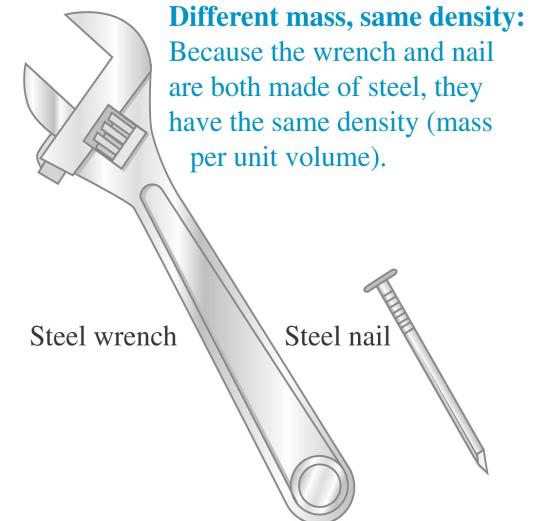 Different mass, same density:
Because the wrench and nail
are both made of steel, they
have the same density (mass
per unit volume).
Steel wrench
Steel nail